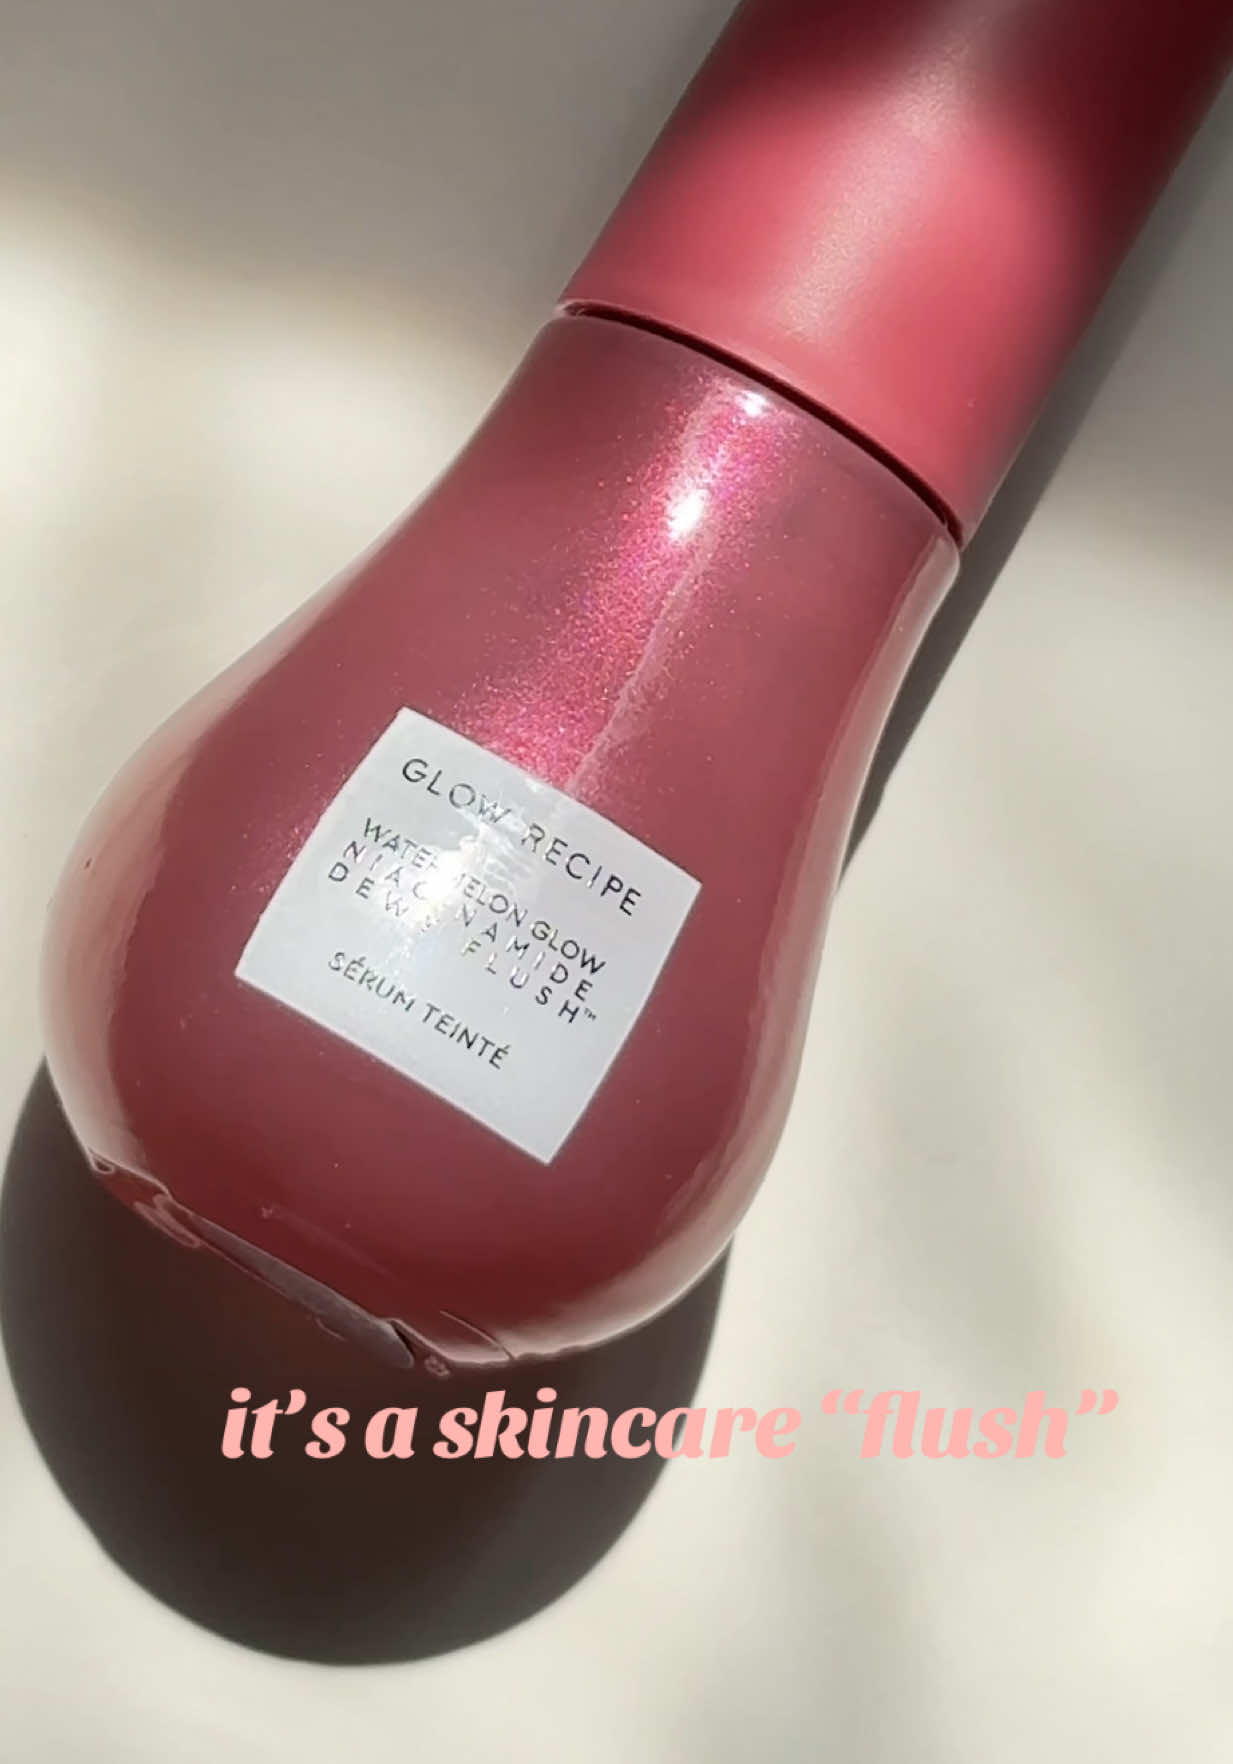 GLOW RECIPE
WATERMELON GLOW
NIACINAMIDE
DEWY FLUSH™
SÉRUM TEINTÉ
it’s a skincare “flush”